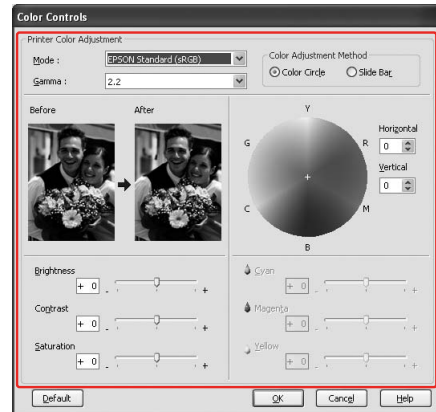 Color Controls
Printer Color Adjustment
Mode : EPSON Standard (sRGB)
Gamma : 2.2
Color Adjustment Method
Color Circle Slide Bar
Before After
Y
G R
C M
B
Horizontal
0
Vertical
0
Brightness
+ 0 - +
Contrast
+ 0 - +
Saturation
+ 0 - +
Cyan
+ 0 - +
Magenta
+ 0 - +
Yellow
+ 0 - +
Default OK Cancel Help